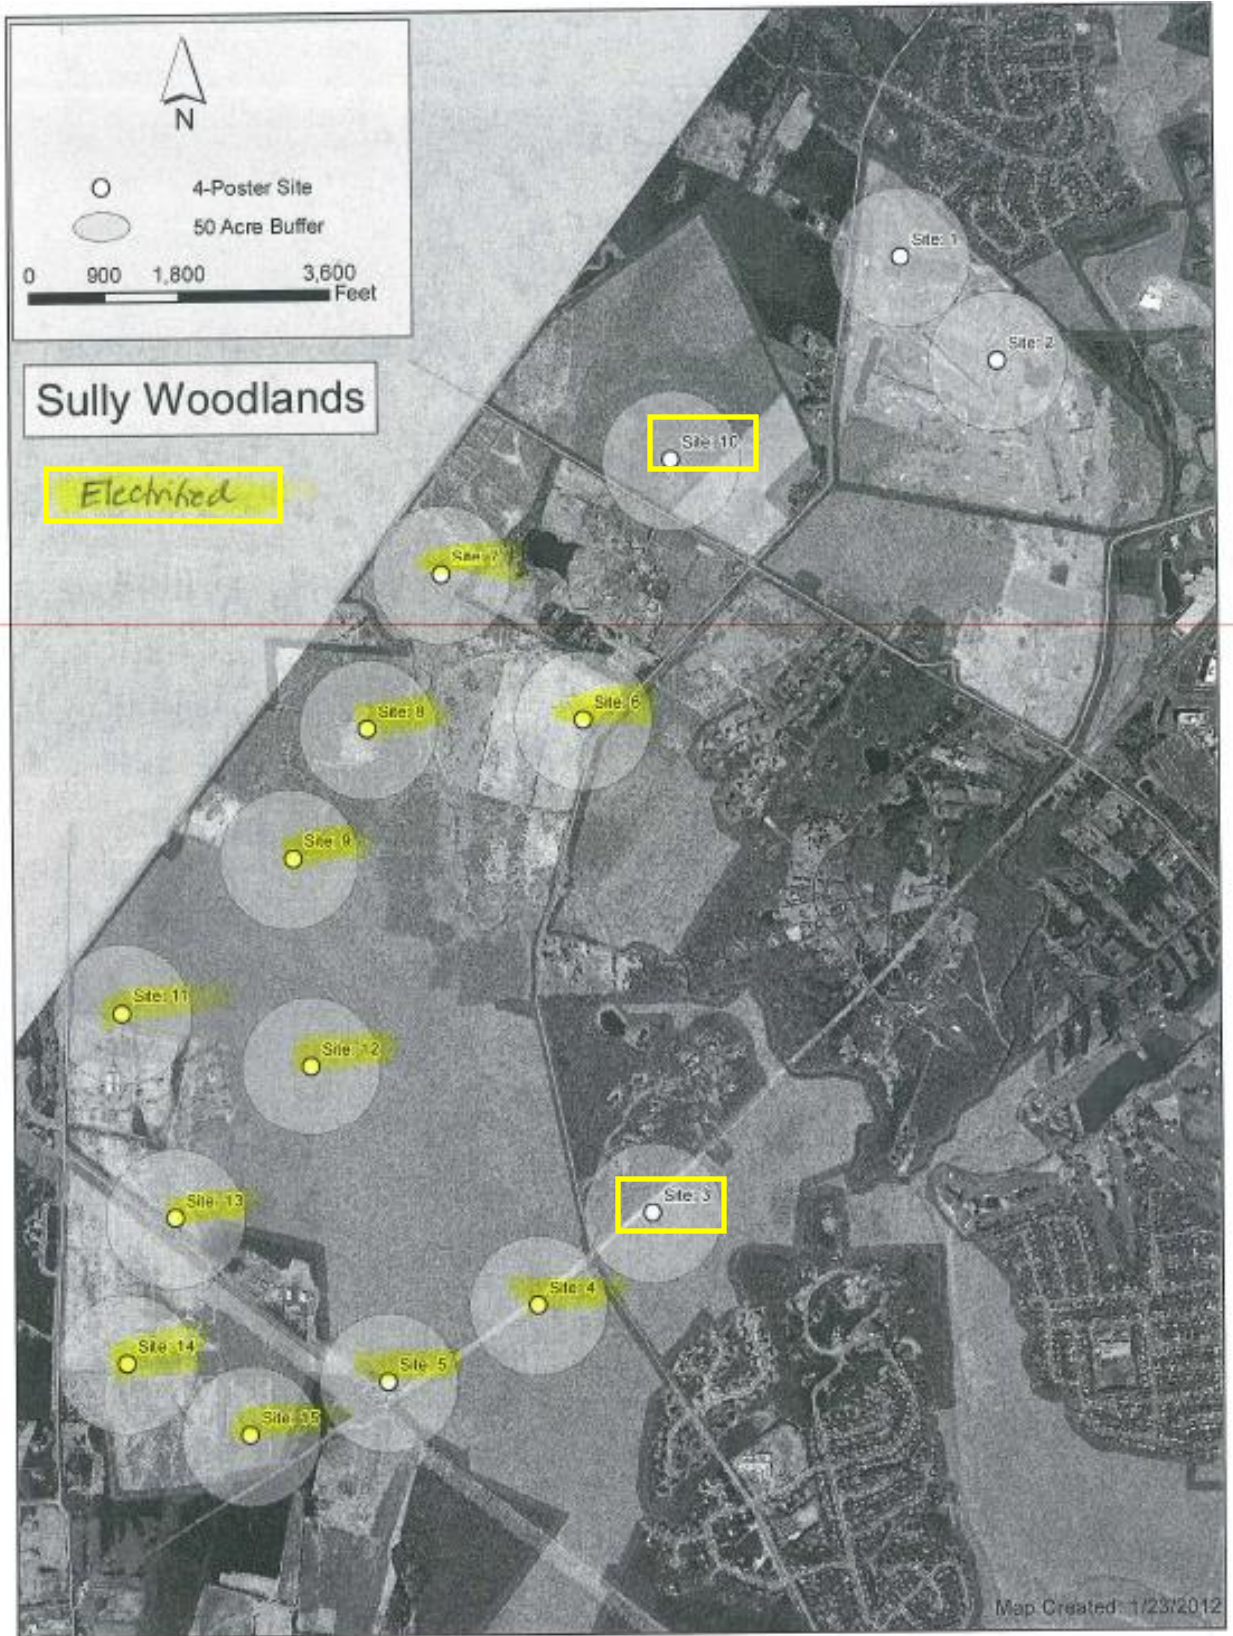 N
4-Poster Site
50 Acre Buffer
0 900 1,800 3,600
Feet
Sully Woodlands
Electrified
Site: 1
Site: 2
Site: 10
Site: 7
Site: 6
Site: 8
Site: 9
Site: 11
Site: 12
Site: 3
Site: 13
Site: 4
Site: 14
Site: 5
Site: 15
Map Created: 1/23/2012